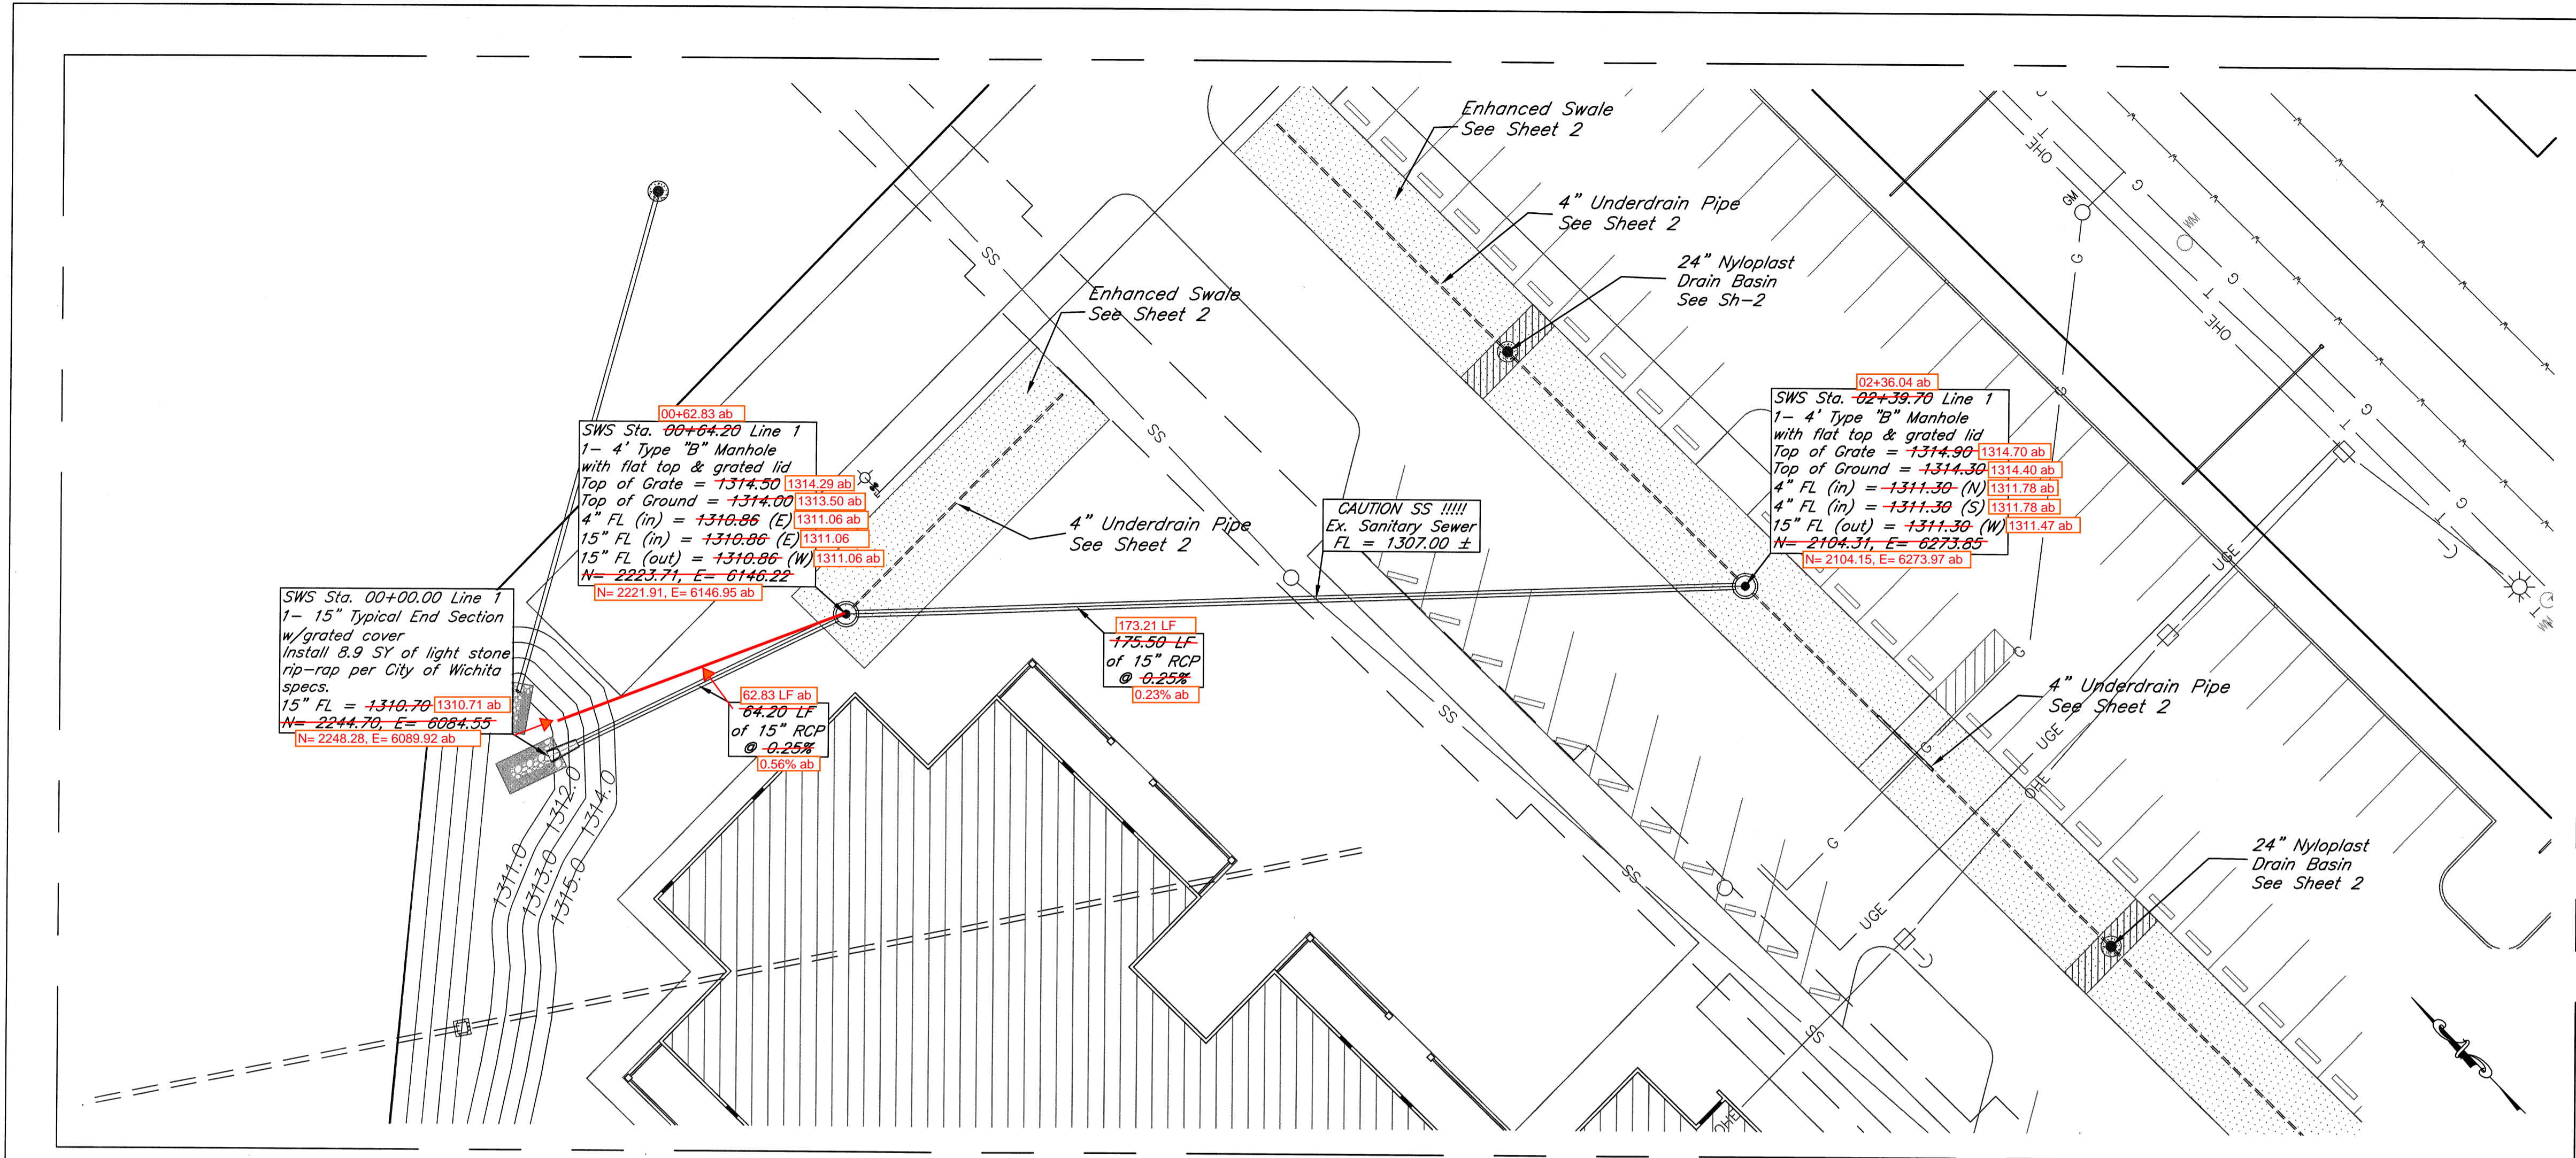 Enhanced Swale
See Sheet 2
4" Underdrain Pipe
See Sheet 2
24" Nyloplast
Drain Basin
See Sh-2
Enhanced Swale
See Sheet 2
00+62.83 ab
SWS Sta. 00+64.20 Line 1
1- 4' Type "B" Manhole
with flat top & grated lid
Top of Grate = 1314.50 1314.29 ab
Top of Ground = 1314.00 1313.50 ab
4" FL (in) = 1310.86 (E) 1311.06 ab
15" FL (in) = 1310.86 (E) 1311.06
15" FL (out) = 1310.86 (W) 1311.06 ab
N= 2223.71, E= 6146.22
N= 2221.91, E= 6146.95 ab
4" Underdrain Pipe
See Sheet 2
CAUTION SS !!!!!
Ex. Sanitary Sewer
FL = 1307.00 ±
02+36.04 ab
SWS Sta. 02+39.70 Line 1
1- 4' Type "B" Manhole
with flat top & grated lid
Top of Grate = 1314.90 1314.70 ab
Top of Ground = 1314.30 1314.40 ab
4" FL (in) = 1311.30 (N) 1311.78 ab
4" FL (in) = 1311.30 (S) 1311.78 ab
15" FL (out) = 1311.30 (W) 1311.47 ab
N= 2104.31, E= 6273.85
N= 2104.15, E= 6273.97 ab
SWS Sta. 00+00.00 Line 1
1- 15" Typical End Section
w/grated cover
Install 8.9 SY of light stone
rip-rap per City of Wichita
specs.
15" FL = 1310.70 1310.71 ab
N= 2244.70, E= 6084.55
N= 2248.28, E= 6089.92 ab
62.83 LF ab
64.20 LF
of 15" RCP
@ 0.25%
0.56% ab
173.21 LF
175.50 LF
of 15" RCP
@ 0.25%
0.23% ab
4" Underdrain Pipe
See Sheet 2
24" Nyloplast
Drain Basin
See Sheet 2
1311.0
1312.0
1313.0
1314.0
1315.0
SS
SS
SS
SS
SS
OHE
OHE
OHE
OHE
UGE
UGE
UGE
GM
WM
WM
G
G
G
G
G
G
G
G
G
G
T
T
T
T